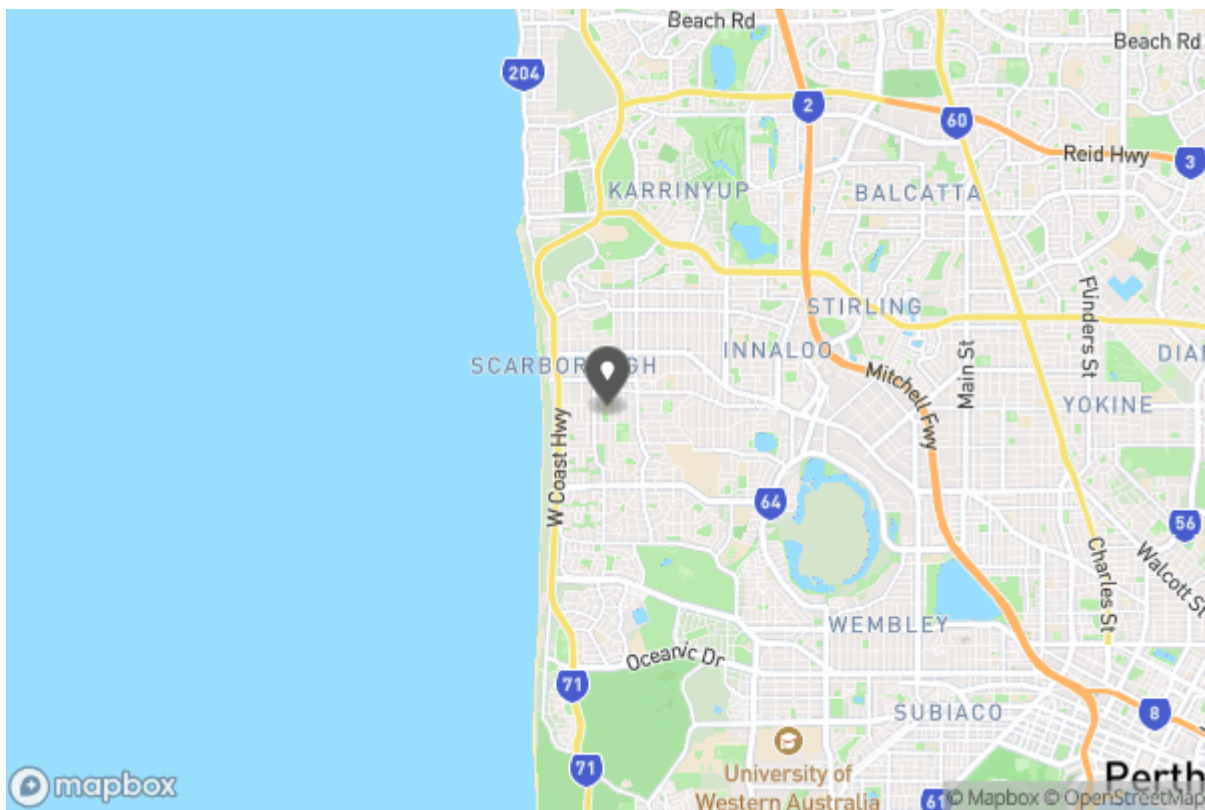 Beach Rd
Beach Rd
204
2
60
Reid Hwy
3
KARRINYUP
BALCATTA
Flinders St
STIRLING
INNALOO
Main St
DIAN
SCARBOROUGH
Mitchell Fwy
YOKINE
W Coast Hwy
64
56
Charles St
Walcott St
WEMBLEY
Oceanic Dr
71
SUBIACO
8
71
University of
Western Australia
Perth
61
mapbox
© Mapbox © OpenStreetMap